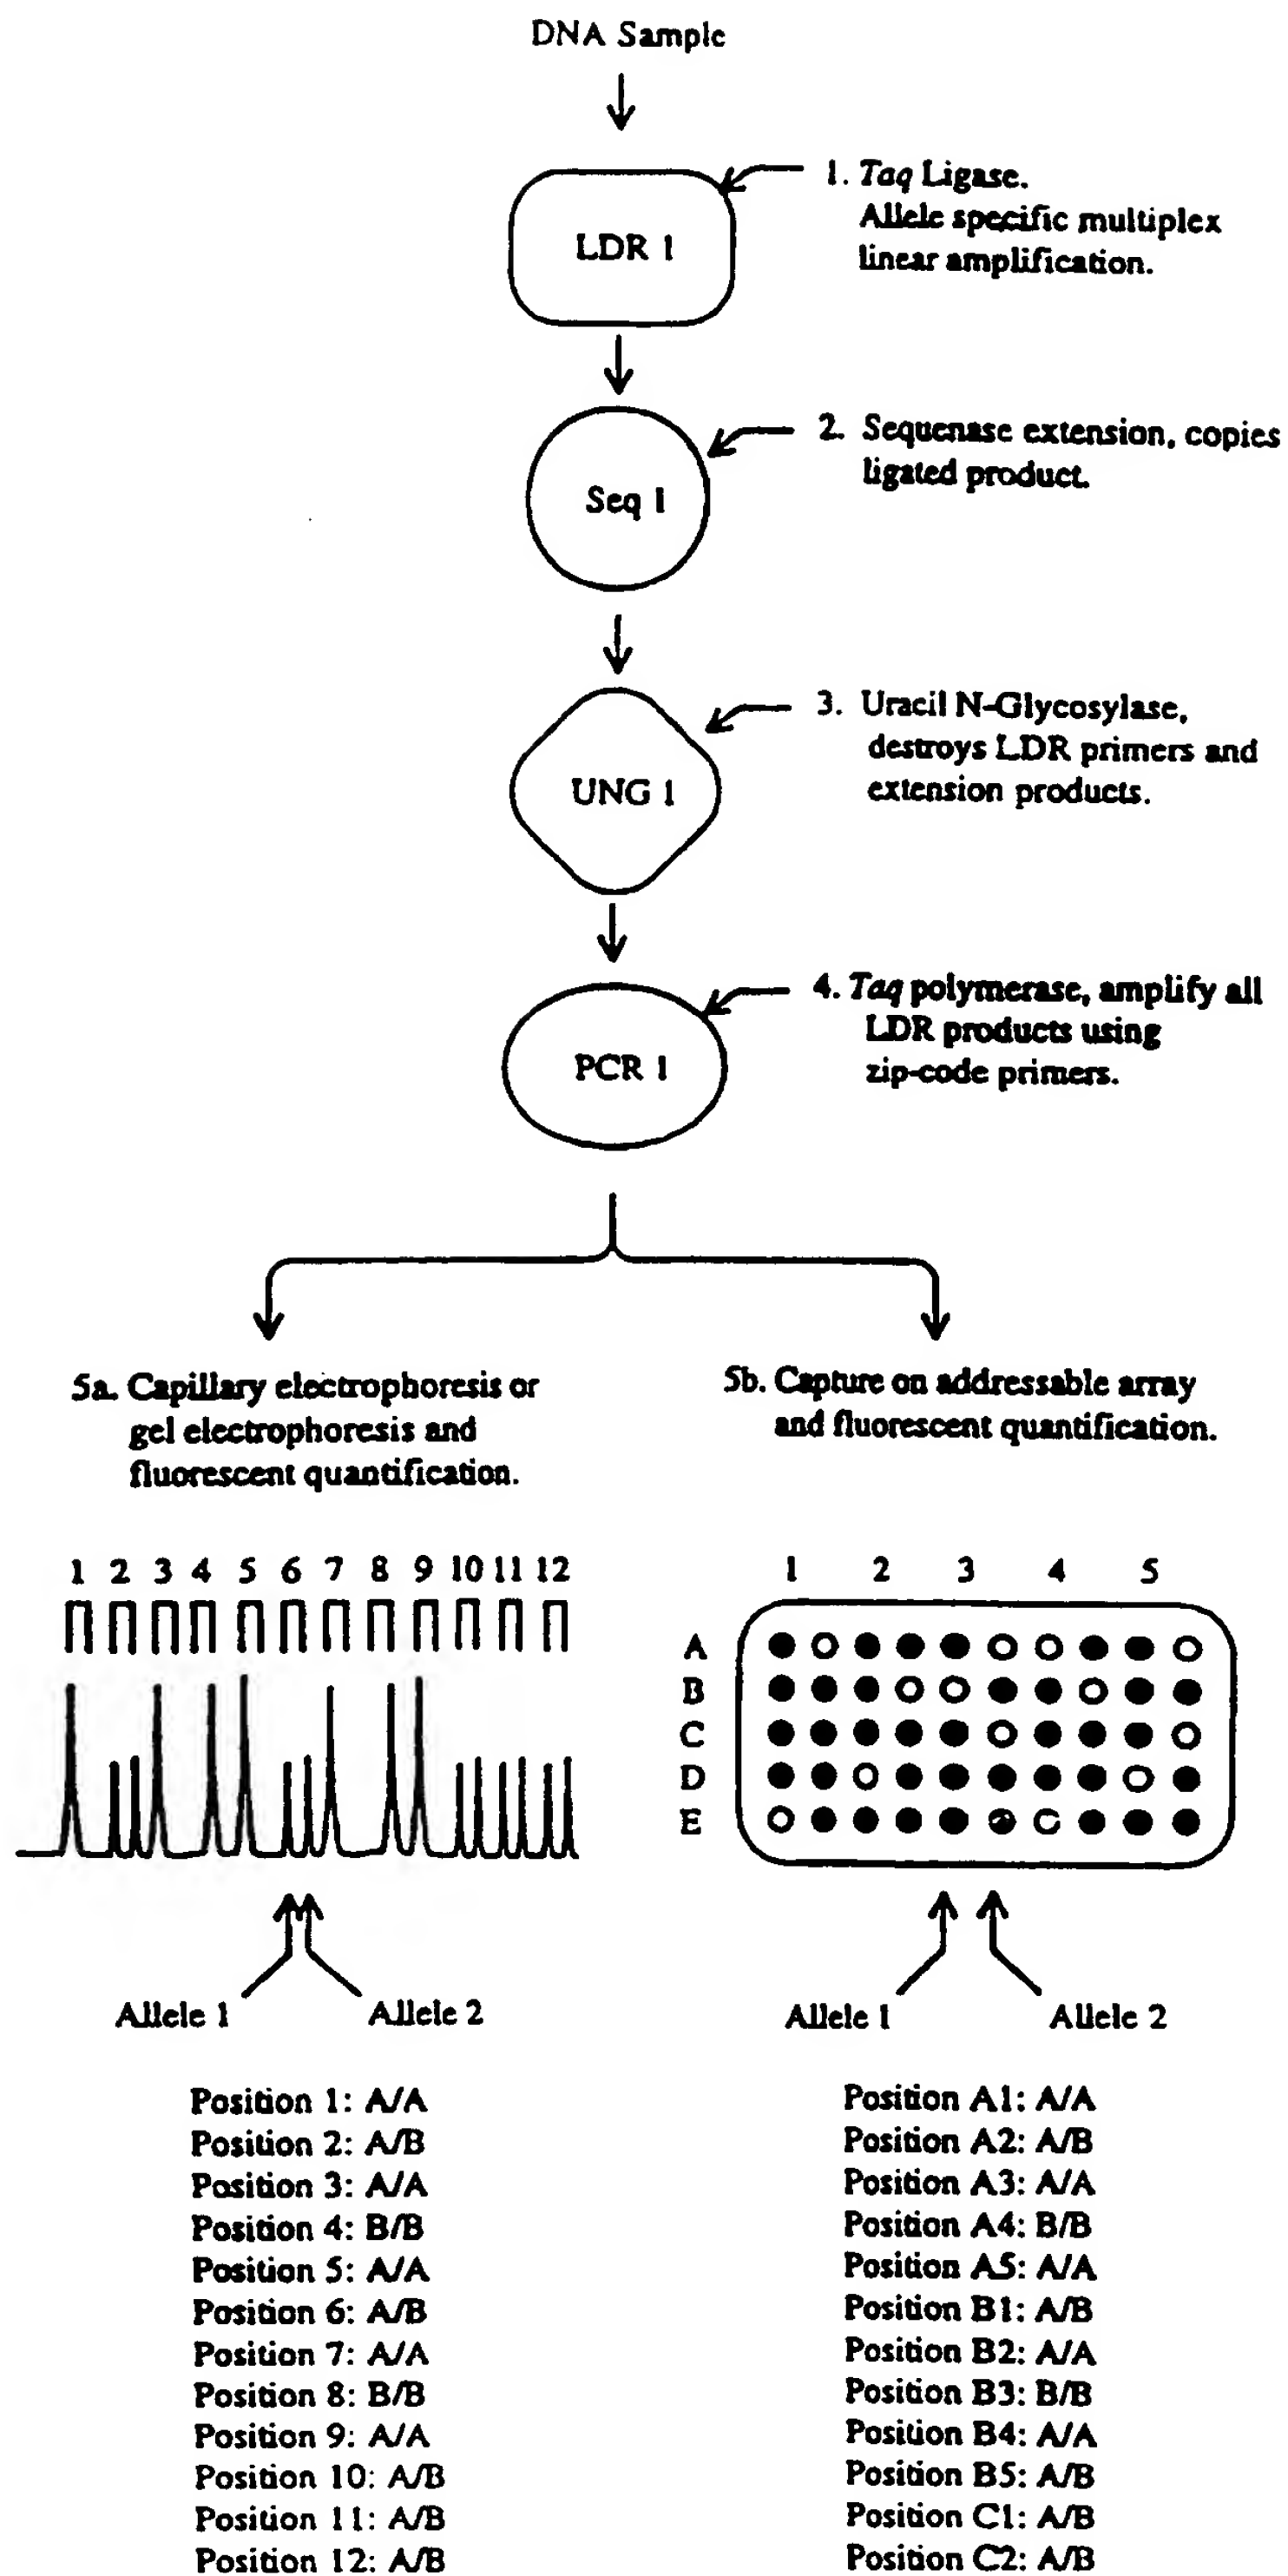 DNA Sample
LDR 1
1. Taq Ligase.
Allele specific multiplex
linear amplification.
Seq 1
2. Sequenase extension, copies
ligated product.
UNG 1
3. Uracil N-Glycosylase,
destroys LDR primers and
extension products.
PCR 1
4. Taq polymerase, amplify all
LDR products using
zip-code primers.
5a. Capillary electrophoresis or
gel electrophoresis and
fluorescent quantification.
1 2 3 4 5 6 7 8 9 10 11 12
Allele 1
Allele 2
Position 1: A/A
Position 2: A/B
Position 3: A/A
Position 4: B/B
Position 5: A/A
Position 6: A/B
Position 7: A/A
Position 8: B/B
Position 9: A/A
Position 10: A/B
Position 11: A/B
Position 12: A/B
5b. Capture on addressable array
and fluorescent quantification.
1 2 3 4 5
A
B
C
D
E
Allele 1
Allele 2
Position A1: A/A
Position A2: A/B
Position A3: A/A
Position A4: B/B
Position A5: A/A
Position B1: A/B
Position B2: A/A
Position B3: B/B
Position B4: A/A
Position B5: A/B
Position C1: A/B
Position C2: A/B